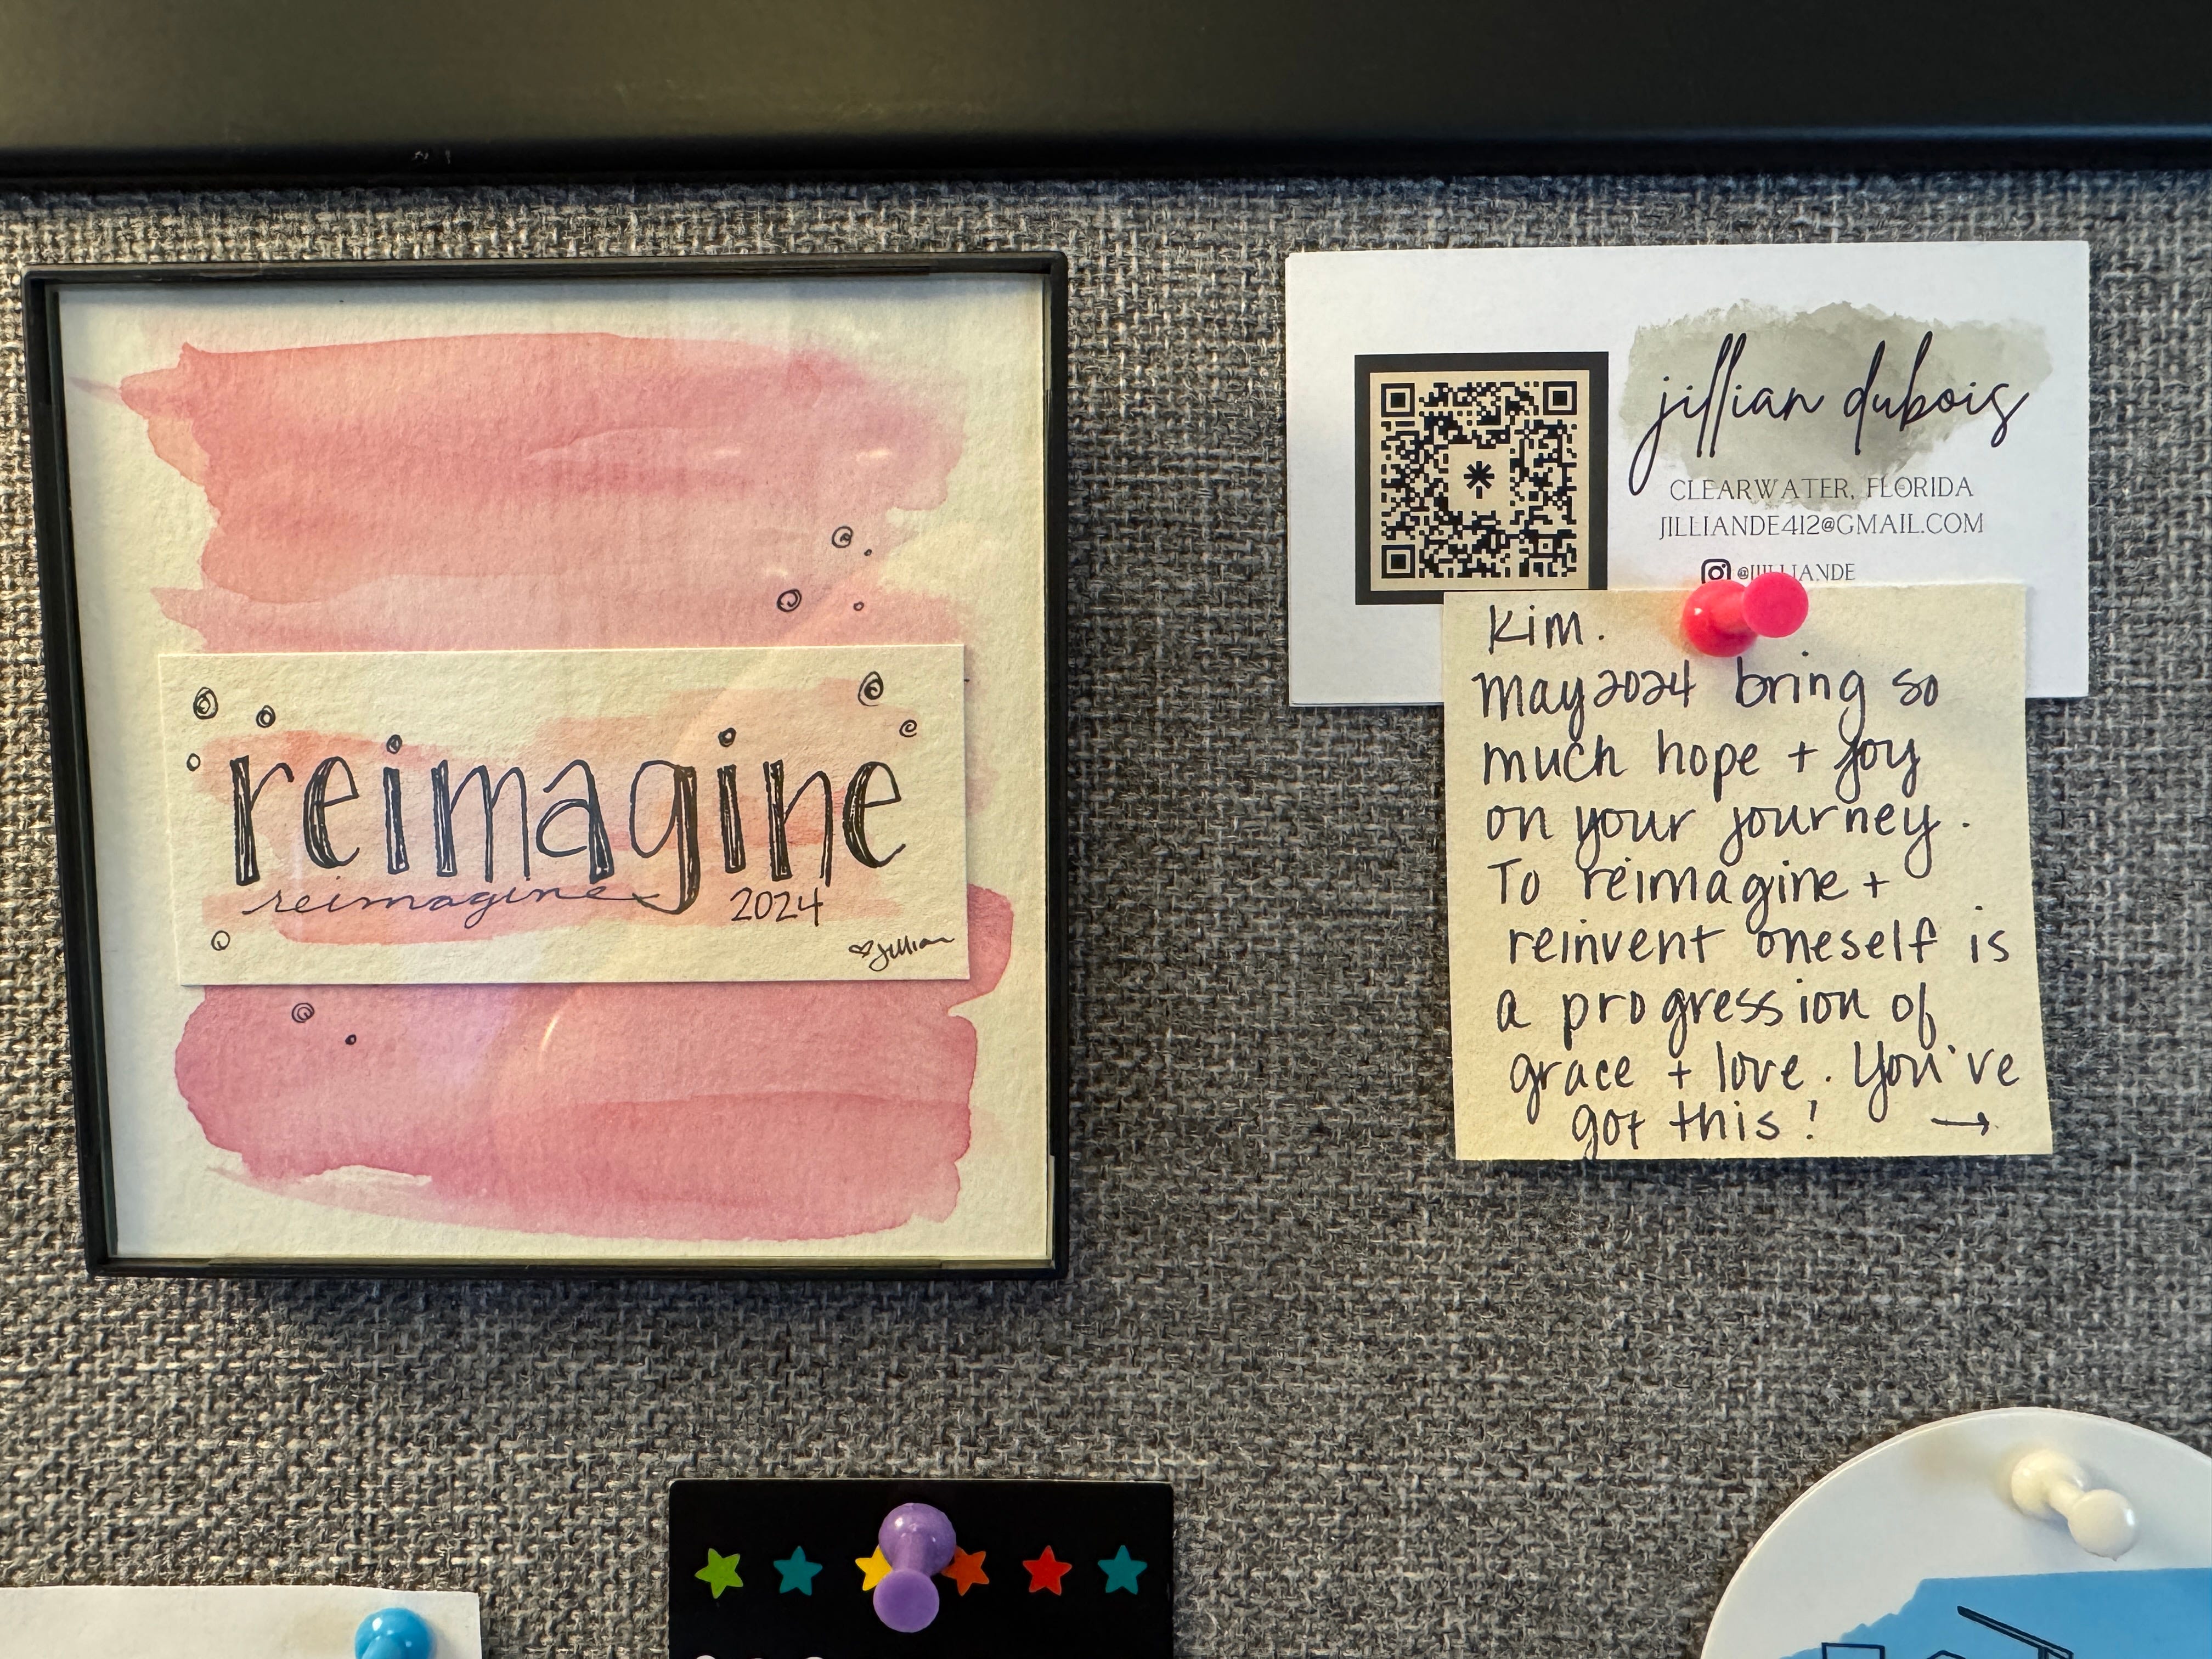 reimagine
reimagine 2024
♡Jillian
jillian dubois
CLEARWATER, FLORIDA
JILLIANDE412@GMAIL.COM
@JILLIANDE
Kim.
may 2024 bring so
much hope + joy
on your journey.
To reimagine +
reinvent oneself is
a progression of
grace + love. You've
got this! →